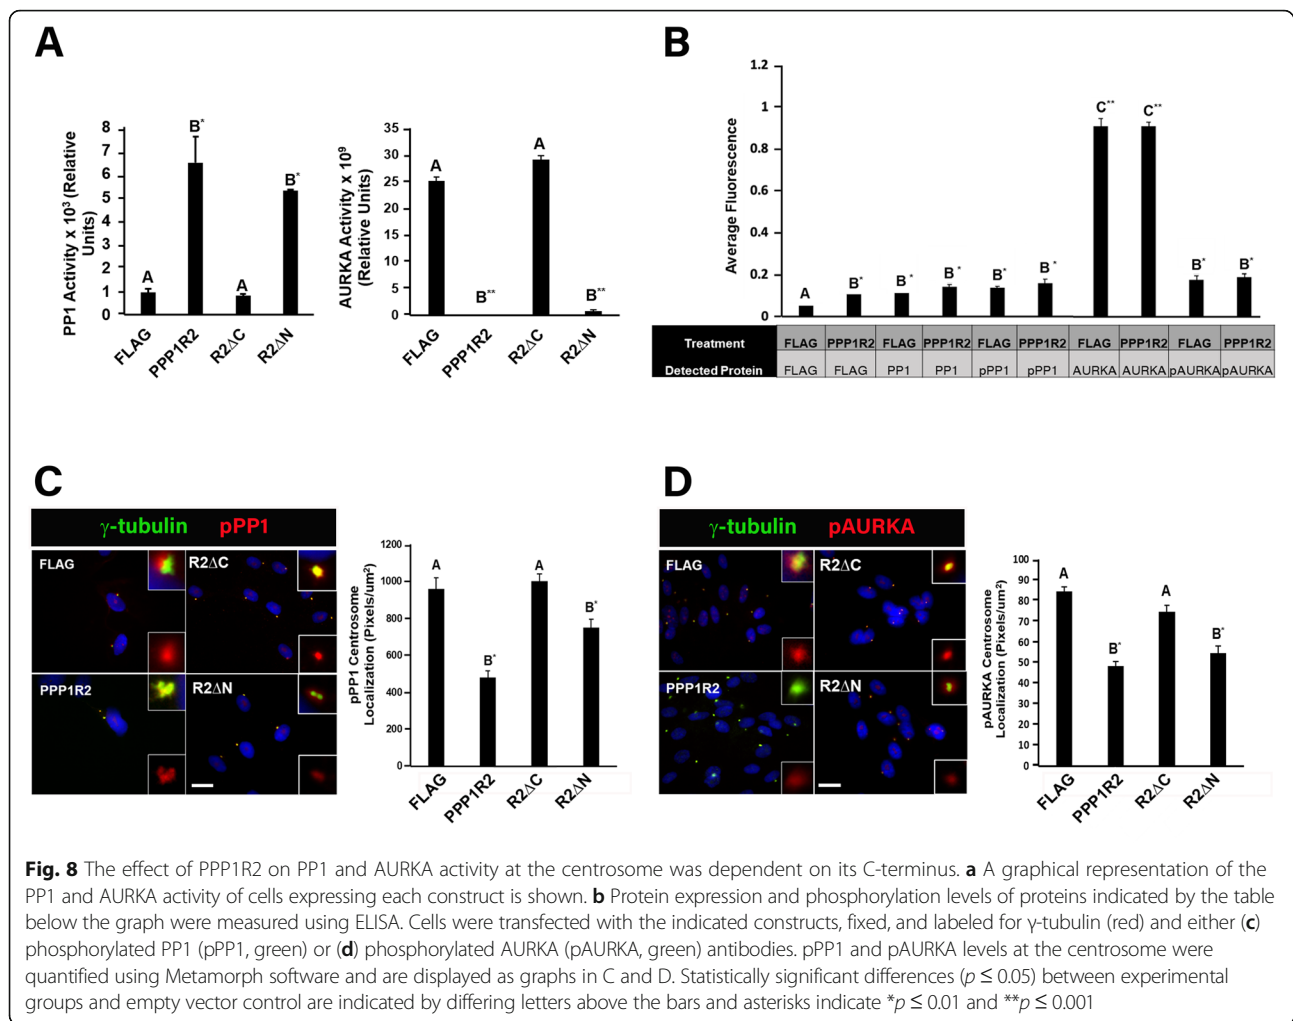 A
PP1 Activity x 10³ (Relative
Units)
8
7
6
5
4
3
2
1
0
A
B*
A
B*
FLAG
PPP1R2
R2ΔC
R2ΔN
AURKA Activity x 10⁹
(Relative Units)
35
30
25
20
15
10
5
0
A
B**
A
B**
FLAG
PPP1R2
R2ΔC
R2ΔN
B
Average Fluorescence
1.2
1
0.8
0.6
0.4
0.2
0
A
B*
B*
B*
B*
B*
C**
C**
B*
B*
Treatment FLAG PPP1R2 FLAG PPP1R2 FLAG PPP1R2 FLAG PPP1R2 FLAG PPP1R2
Detected Protein FLAG FLAG PP1 PP1 pPP1 pPP1 AURKA AURKA pAURKA pAURKA
C
γ-tubulin pPP1
FLAG
R2ΔC
PPP1R2
R2ΔN
pPP1 Centrosome
Localization (Pixels/um²)
1200
1000
800
600
400
200
0
A
B*
A
B*
FLAG
PPP1R2
R2ΔC
R2ΔN
D
γ-tubulin pAURKA
FLAG
R2ΔC
PPP1R2
R2ΔN
pAURKA Centrosome
Localization (Pixels/um²)
100
90
80
70
60
50
40
30
20
10
0
A
B*
A
B*
FLAG
PPP1R2
R2ΔC
R2ΔN
Fig. 8 The effect of PPP1R2 on PP1 and AURKA activity at the centrosome was dependent on its C-terminus. a A graphical representation of the
PP1 and AURKA activity of cells expressing each construct is shown. b Protein expression and phosphorylation levels of proteins indicated by the table
below the graph were measured using ELISA. Cells were transfected with the indicated constructs, fixed, and labeled for γ-tubulin (red) and either (c)
phosphorylated PP1 (pPP1, green) or (d) phosphorylated AURKA (pAURKA, green) antibodies. pPP1 and pAURKA levels at the centrosome were
quantified using Metamorph software and are displayed as graphs in C and D. Statistically significant differences (p ≤ 0.05) between experimental
groups and empty vector control are indicated by differing letters above the bars and asterisks indicate *p ≤ 0.01 and **p ≤ 0.001